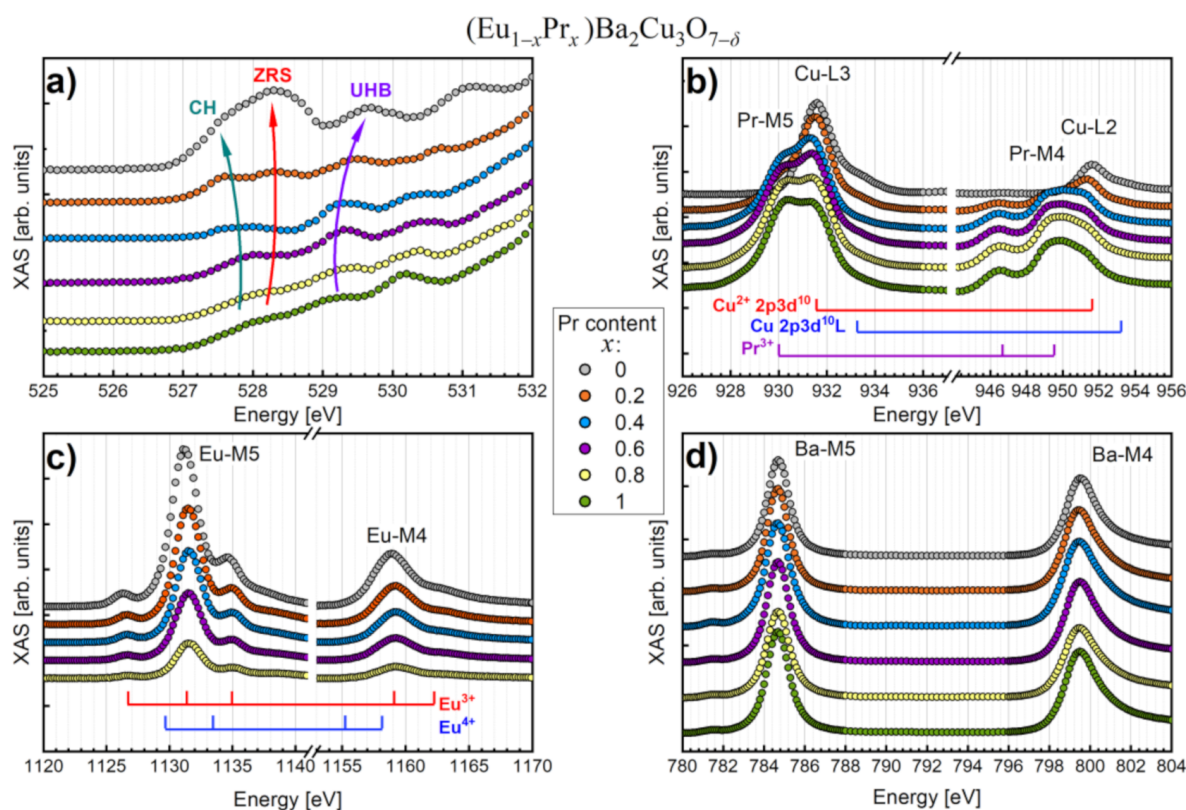 (Eu1−xPrx)Ba2Cu3O7−δ
a)
CH
ZRS
UHB
XAS [arb. units]
525 526 527 528 529 530 531 532
Energy [eV]
b)
Cu-L3
Pr-M5
Cu-L2
Pr-M4
XAS [arb. units]
Cu2+ 2p3d10
Cu 2p3d10L
Pr3+
926 928 930 932 934 936 946 948 950 952 954 956
Energy [eV]
Pr content
x:
0
0.2
0.4
0.6
0.8
1
c)
Eu-M5
Eu-M4
XAS [arb. units]
Eu3+
Eu4+
1120 1130 1140 1155 1160 1165 1170
Energy [eV]
d)
Ba-M5
Ba-M4
XAS [arb. units]
780 782 784 786 788 790 792 794 796 798 800 802 804
Energy [eV]